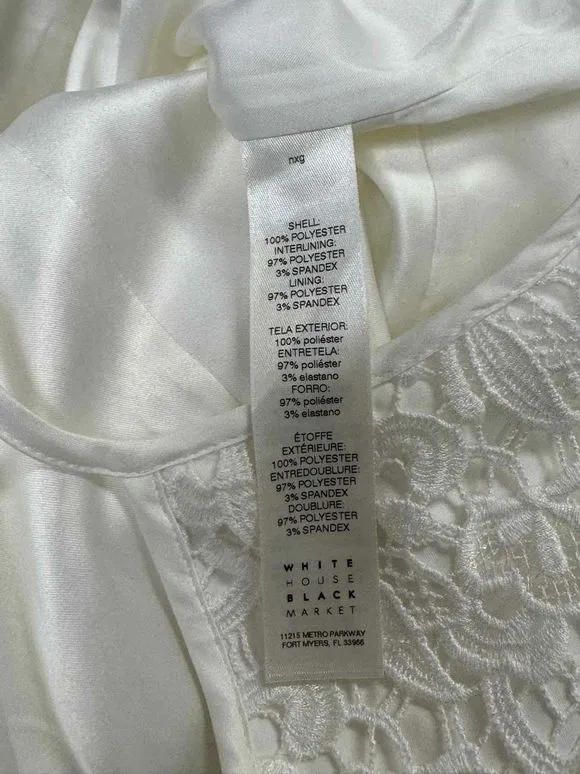 nxg
SHELL:
100% POLYESTER
INTERLINING:
97% POLYESTER
3% SPANDEX
LINING:
97% POLYESTER
3% SPANDEX
TELA EXTERIOR:
100% poliéster
ENTRETELA:
97% poliéster
3% elastano
FORRO:
97% poliéster
3% elastano
ÉTOFFE
EXTÉRIEURE:
100% POLYESTER
ENTREDOUBLURE:
97% POLYESTER
3% SPANDEX
DOUBLURE:
97% POLYESTER
3% SPANDEX
WHITE
HOUSE
BLACK
MARKET
11215 METRO PARKWAY
FORT MYERS, FL 33966